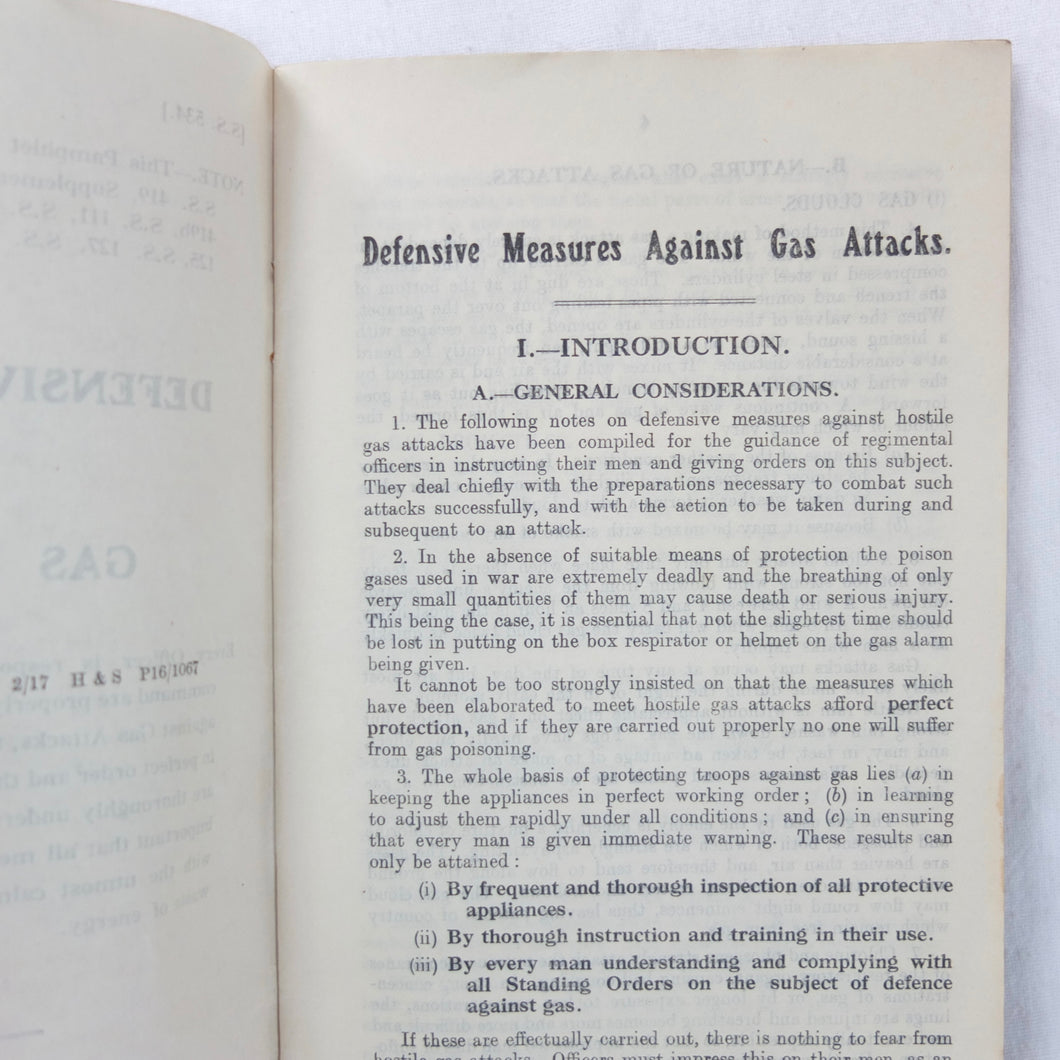 2/17 H & S P16/1067
Defensive Measures Against Gas Attacks.
I.—INTRODUCTION.
A.—GENERAL CONSIDERATIONS.
1. The following notes on defensive measures against hostile
gas attacks have been compiled for the guidance of regimental
officers in instructing their men and giving orders on this subject.
They deal chiefly with the preparations necessary to combat such
attacks successfully, and with the action to be taken during and
subsequent to an attack.
2. In the absence of suitable means of protection the poison
gases used in war are extremely deadly and the breathing of only
very small quantities of them may cause death or serious injury.
This being the case, it is essential that not the slightest time should
be lost in putting on the box respirator or helmet on the gas alarm
being given.
It cannot be too strongly insisted on that the measures which
have been elaborated to meet hostile gas attacks afford perfect
protection, and if they are carried out properly no one will suffer
from gas poisoning.
3. The whole basis of protecting troops against gas lies (a) in
keeping the appliances in perfect working order; (b) in learning
to adjust them rapidly under all conditions; and (c) in ensuring
that every man is given immediate warning. These results can
only be attained:
(i) By frequent and thorough inspection of all protective
appliances.
(ii) By thorough instruction and training in their use.
(iii) By every man understanding and complying with
all Standing Orders on the subject of defence
against gas.
If these are effectually carried out, there is nothing to fear from
hostile gas attacks. Officers must impress this on their men, as an